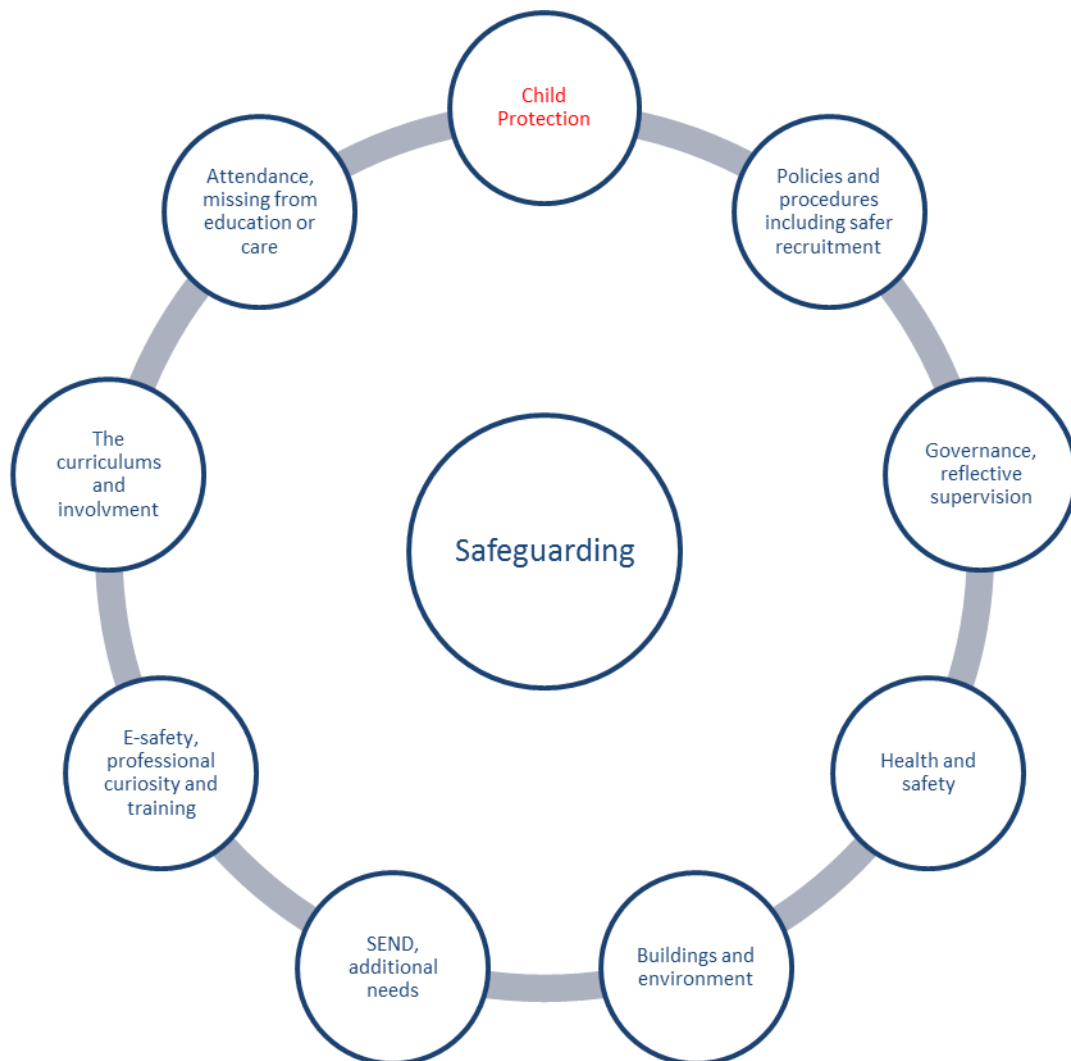 Child
Protection
Policies and
procedures
including safer
recruitment
Governance,
reflective
supervision
Health and
safety
Buildings and
environment
SEND,
additional
needs
E-safety,
professional
curiosity and
training
The
curriculums
and
involvment
Attendance,
missing from
education or
care
Safeguarding